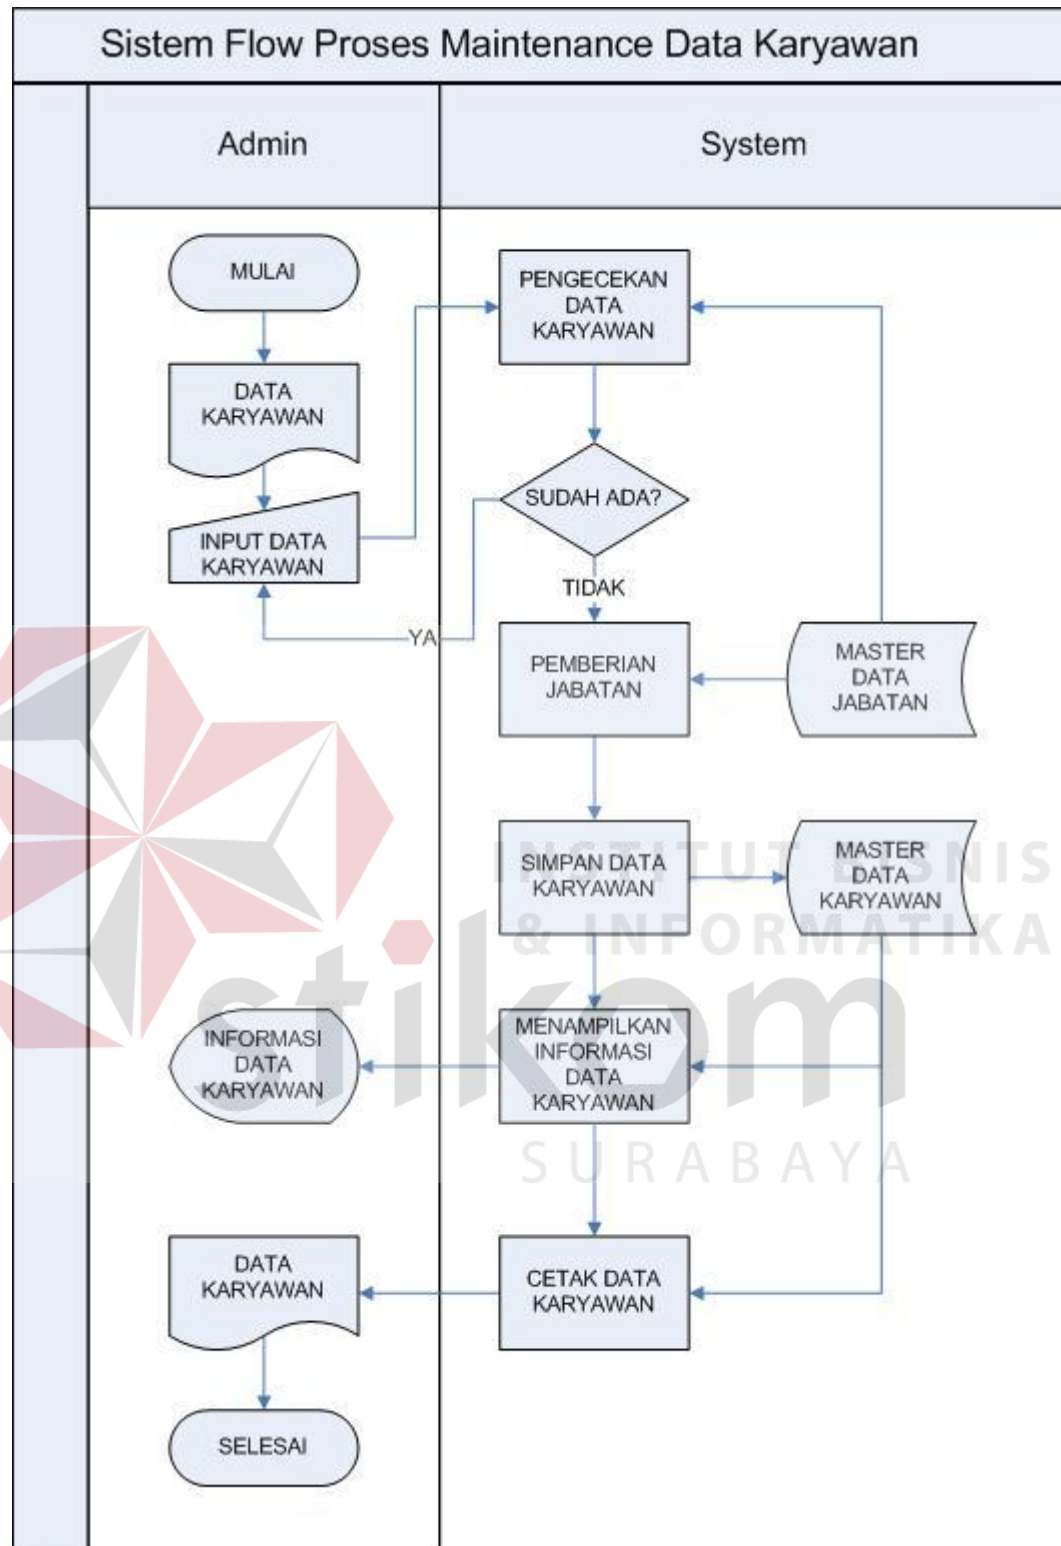 Sistem Flow Proses Maintenance Data Karyawan
Admin
System
MULAI
DATA
KARYAWAN
INPUT DATA
KARYAWAN
PENGECEKAN
DATA
KARYAWAN
SUDAH ADA?
TIDAK
YA
PEMBERIAN
JABATAN
MASTER
DATA
JABATAN
SIMPAN DATA
KARYAWAN
MASTER
DATA
KARYAWAN
INSTITUT BISNIS
& INFORMATIKA
stikom
SURABAYA
MENAMPILKAN
INFORMASI
DATA
KARYAWAN
INFORMASI
DATA
KARYAWAN
CETAK DATA
KARYAWAN
DATA
KARYAWAN
SELESAI